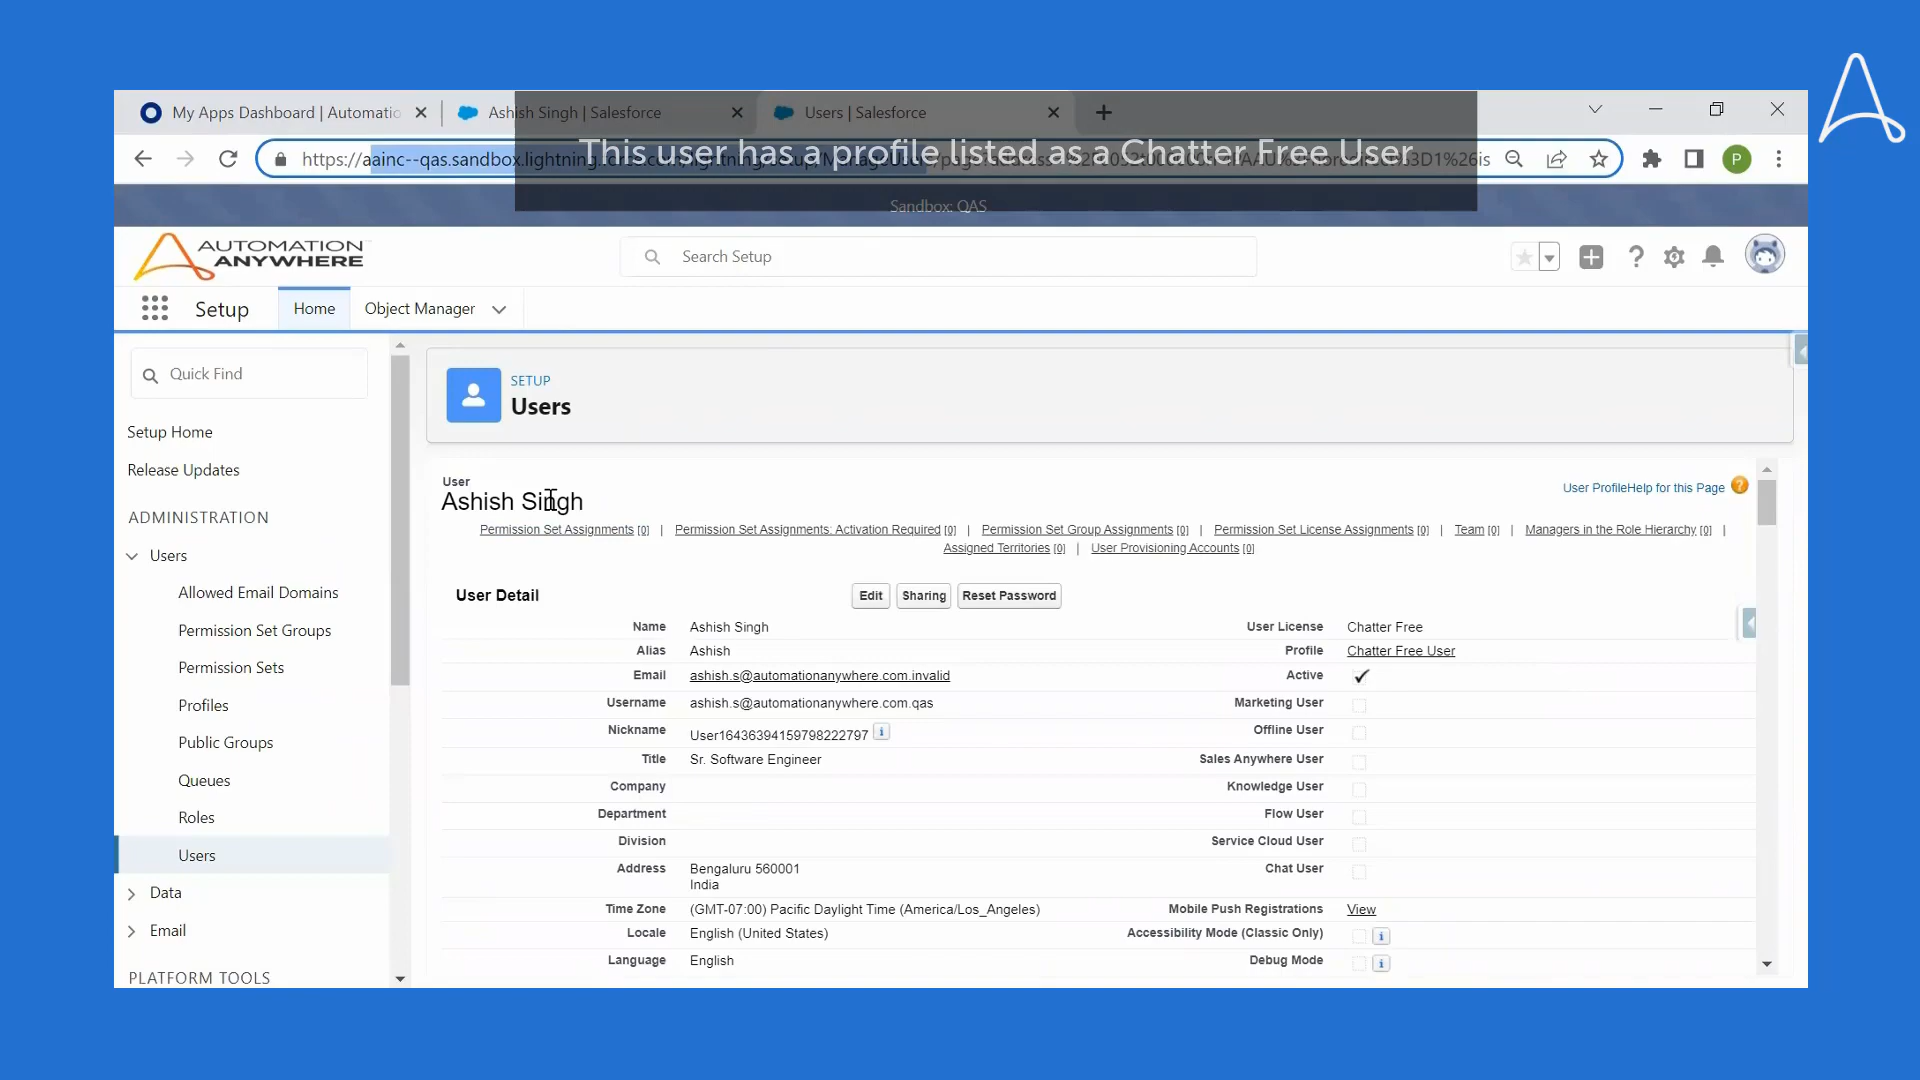 My Apps Dashboard | Automatio
Ashish Singh | Salesforce
Users | Salesforce
This user has a profile listed as a Chatter Free User
https://aainc--qas.sandbox.lightning.
P
Sandbox: QAS
AUTOMATION
ANYWHERE
Search Setup
Setup
Home
Object Manager
Quick Find
Setup Home
Release Updates
ADMINISTRATION
Users
Allowed Email Domains
Permission Set Groups
Permission Sets
Profiles
Public Groups
Queues
Roles
Users
Data
Email
PLATFORM TOOLS
SETUP
Users
User
Ashish Singh
User Profile Help for this Page ?
Permission Set Assignments [0] | Permission Set Assignments: Activation Required [0] | Permission Set Group Assignments [0] | Permission Set License Assignments [0] | Team [0] | Managers in the Role Hierarchy [0] |
Assigned Territories [0] | User Provisioning Accounts [0]
User Detail
Edit Sharing Reset Password
Name Ashish Singh User License Chatter Free
Alias Ashish Profile Chatter Free User
Email ashish.s@automationanywhere.com.invalid Active
Username ashish.s@automationanywhere.com.qas Marketing User
Nickname User16436394159798222797 i Offline User
Title Sr. Software Engineer Sales Anywhere User
Company Knowledge User
Department Flow User
Division Service Cloud User
Address Bengaluru 560001 Chat User
India
Time Zone (GMT-07:00) Pacific Daylight Time (America/Los_Angeles) Mobile Push Registrations View
Locale English (United States) Accessibility Mode (Classic Only) i
Language English Debug Mode i